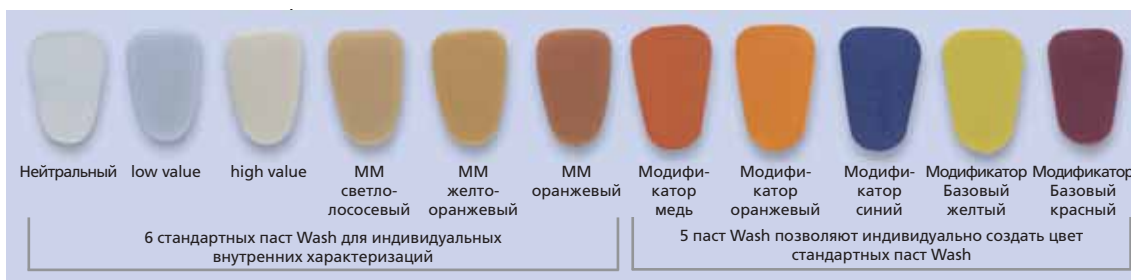 Нейтральный
low value
high value
MM
светло-
лососевый
MM
желто-
оранжевый
MM
оранжевый
Модифи-
катор
медь
Модифи-
катор
оранжевый
Модифи-
катор
синий
Модификатор
Базовый
желтый
Модификатор
Базовый
красный
6 стандартных паст Wash для индивидуальных
внутренних характеризаций
5 паст Wash позволяют индивидуально создать цвет
стандартных паст Wash